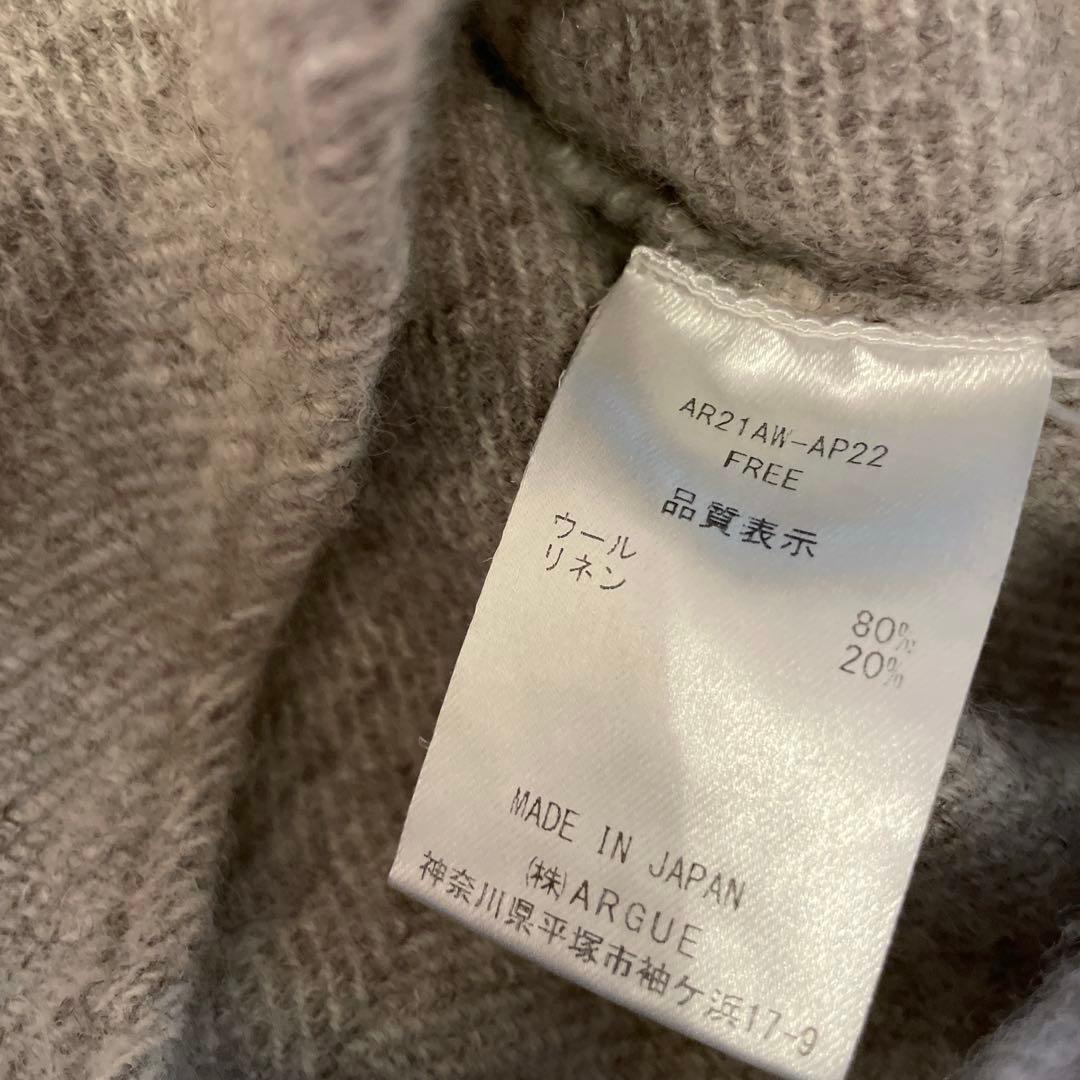 AR21AW-AP22
FREE
品質表示
ウール 80%
リネン 20%
MADE IN JAPAN
(株)ARGUE
神奈川県平塚市袖ケ浜17-9